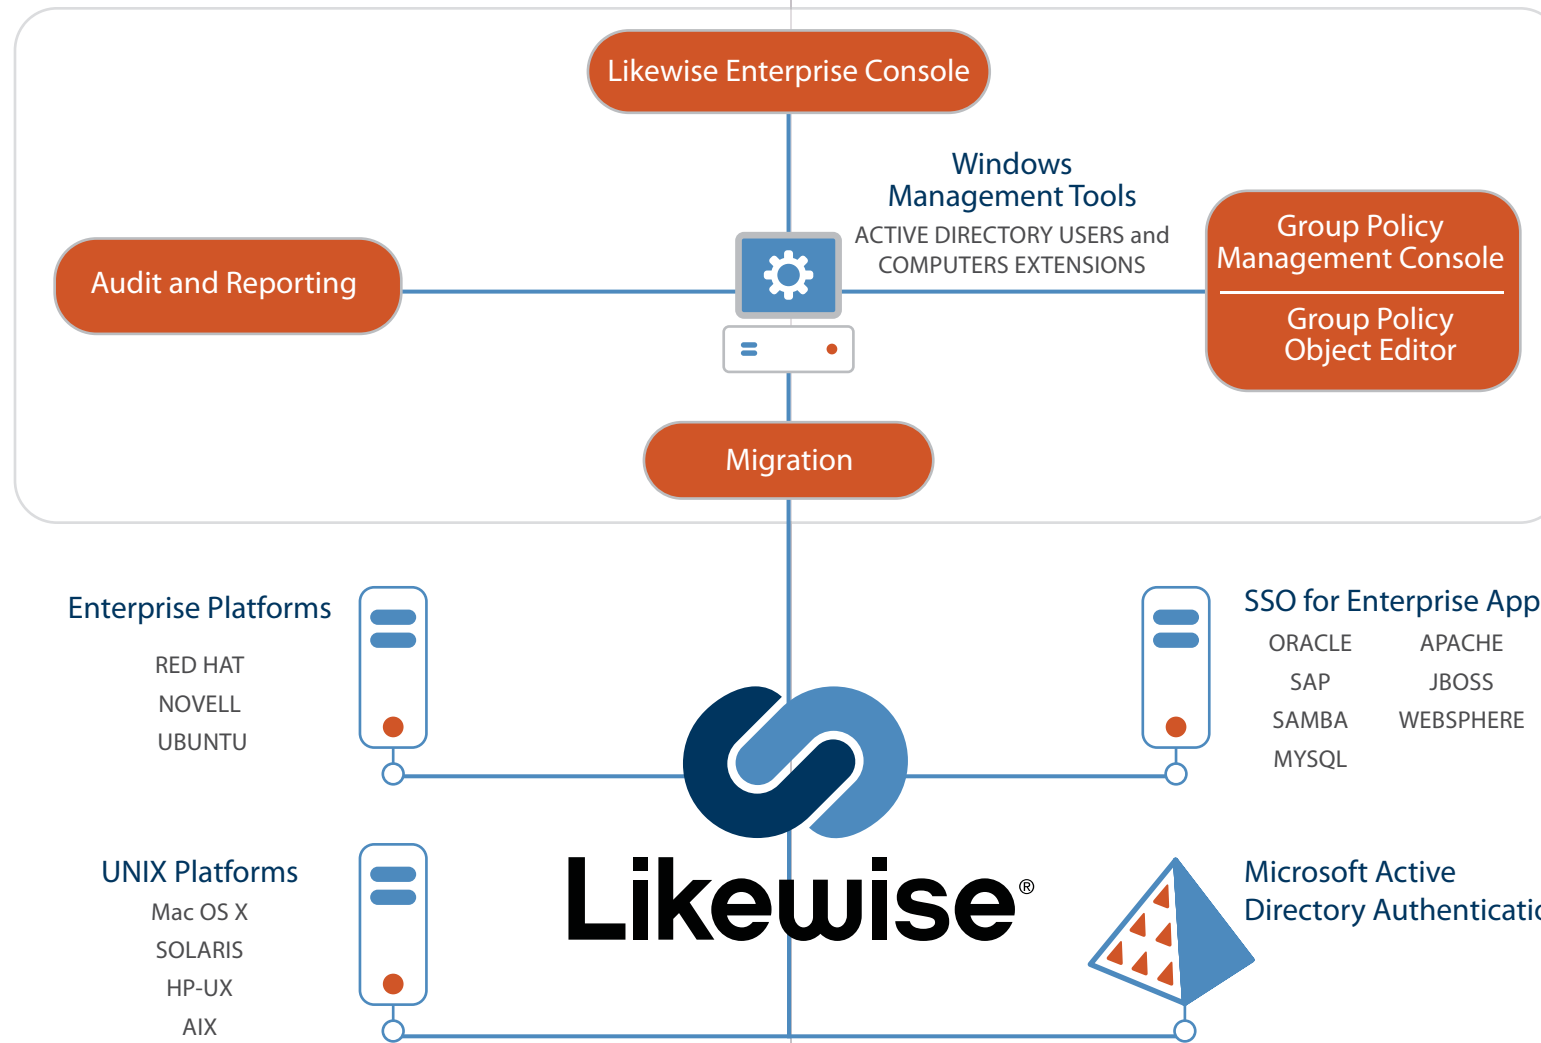 Likewise Enterprise Console
Windows
Management Tools
ACTIVE DIRECTORY USERS and
COMPUTERS EXTENSIONS
Audit and Reporting
Group Policy
Management Console
Group Policy
Object Editor
Migration
Enterprise Platforms
RED HAT
NOVELL
UBUNTU
SSO for Enterprise App
ORACLE APACHE
SAP JBOSS
SAMBA WEBSPHERE
MYSQL
Likewise®
UNIX Platforms
Mac OS X
SOLARIS
HP-UX
AIX
Microsoft Active
Directory Authenticatio